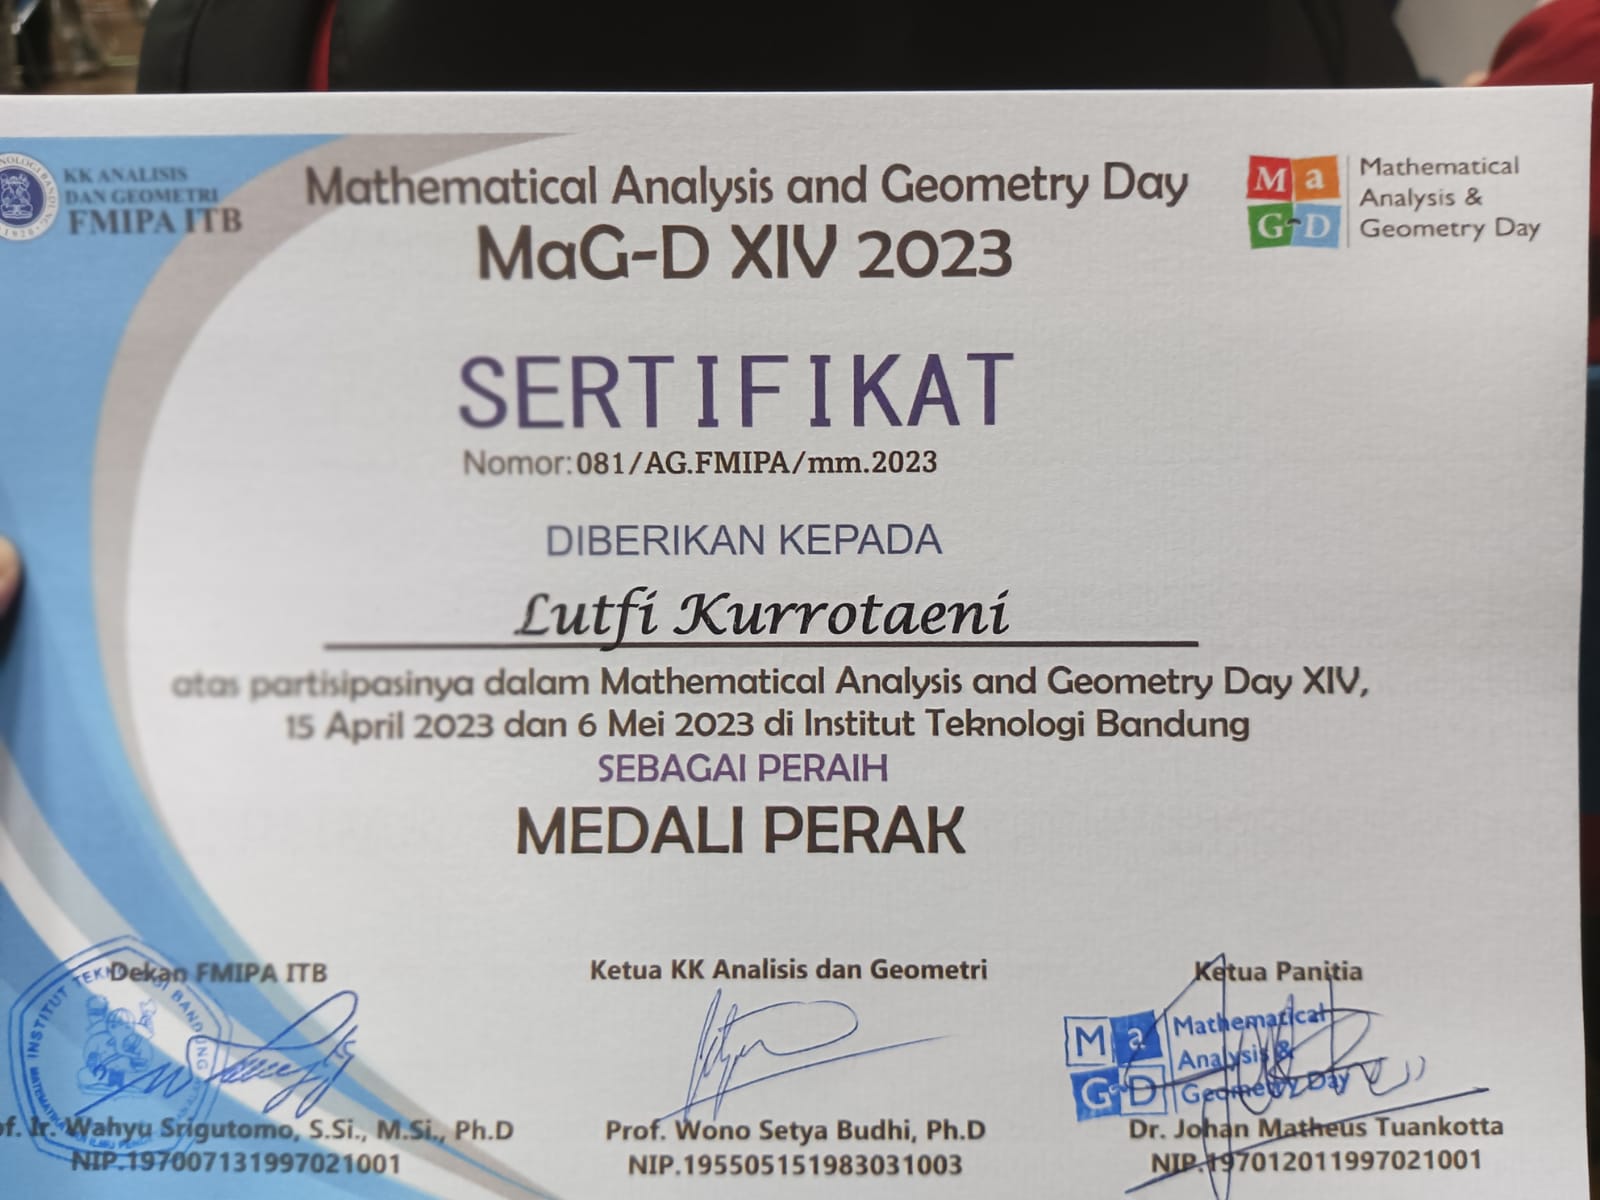 KK ANALISIS
DAN GEOMETRI
FMIPA ITB
Mathematical Analysis and Geometry Day
MaG-D XIV 2023
Ma
G-D
Mathematical
Analysis &
Geometry Day
SERTIFIKAT
Nomor: 081/AG.FMIPA/mm.2023
DIBERIKAN KEPADA
Lutfi Kurrotaeni
atas partisipasinya dalam Mathematical Analysis and Geometry Day XIV,
15 April 2023 dan 6 Mei 2023 di Institut Teknologi Bandung
SEBAGAI PERAIH
MEDALI PERAK
Dekan FMIPA ITB
INSTITUT TEKNOLOGI BANDUNG
Wahyu Srigutomo, S.Si., M.Si., Ph.D
NIP.197007131997021001
Ketua KK Analisis dan Geometri
Prof. Wono Setya Budhi, Ph.D
NIP.195505151983031003
Ketua Panitia
Ma
G-D
Mathematical
Analysis &
Geometry Day
Dr. Johan Matheus Tuankotta
NIP.197012011997021001